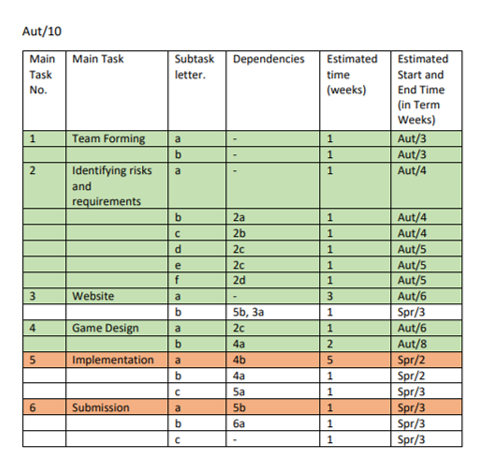 Aut/10
Main Task No. Main Task Subtask letter. Dependencies Estimated time (weeks) Estimated Start and End Time (in Term Weeks)
1 Team Forming a - 1 Aut/3
b - 1 Aut/3
2 Identifying risks and requirements a - 1 Aut/4
b 2a 1 Aut/4
c 2b 1 Aut/4
d 2c 1 Aut/5
e 2c 1 Aut/5
f 2d 1 Aut/5
3 Website a - 3 Aut/6
b 5b, 3a 1 Spr/3
4 Game Design a 2c 1 Aut/6
b 4a 2 Aut/8
5 Implementation a 4b 5 Spr/2
b 4a 1 Spr/2
c 5a 1 Spr/3
6 Submission a 5b 1 Spr/3
b 6a 1 Spr/3
c - 1 Spr/3